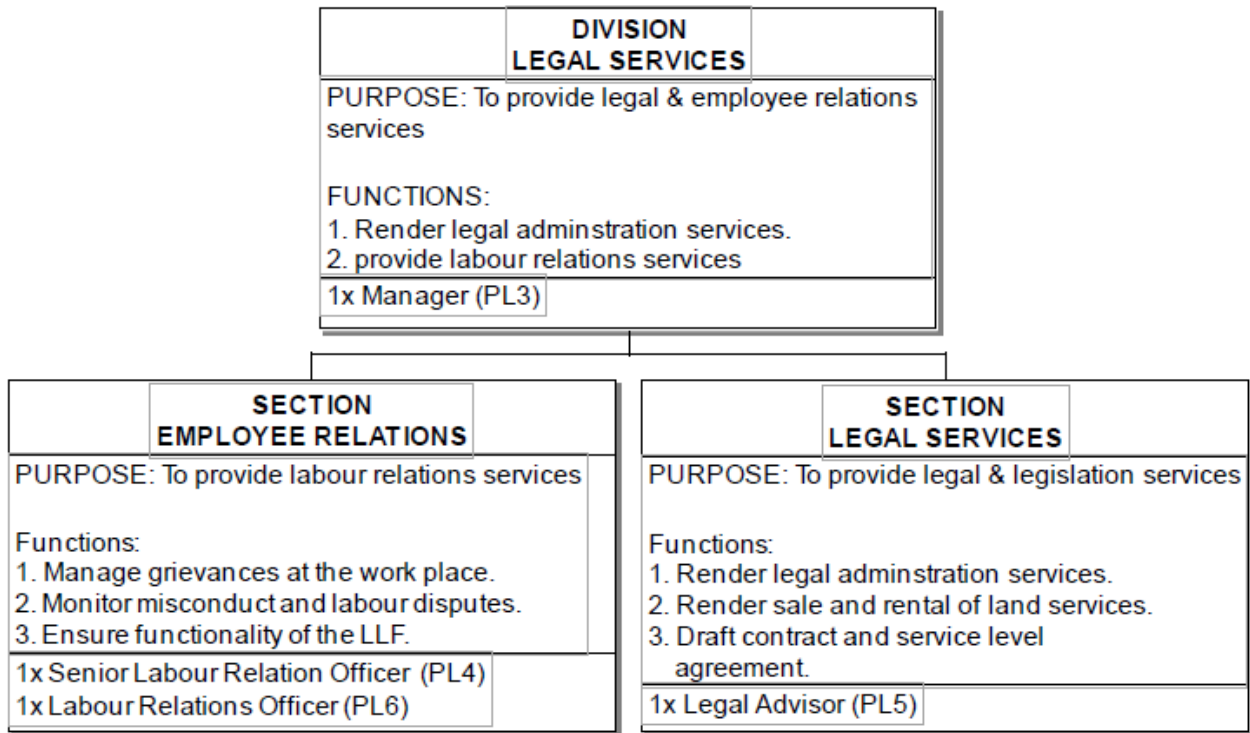 DIVISION
LEGAL SERVICES
PURPOSE: To provide legal & employee relations
services
FUNCTIONS:
1. Render legal adminstration services.
2. provide labour relations services
1x Manager (PL3)
SECTION
EMPLOYEE RELATIONS
PURPOSE: To provide labour relations services
Functions:
1. Manage grievances at the work place.
2. Monitor misconduct and labour disputes.
3. Ensure functionality of the LLF.
1x Senior Labour Relation Officer (PL4)
1x Labour Relations Officer (PL6)
SECTION
LEGAL SERVICES
PURPOSE: To provide legal & legislation services
Functions:
1. Render legal adminstration services.
2. Render sale and rental of land services.
3. Draft contract and service level
agreement.
1x Legal Advisor (PL5)